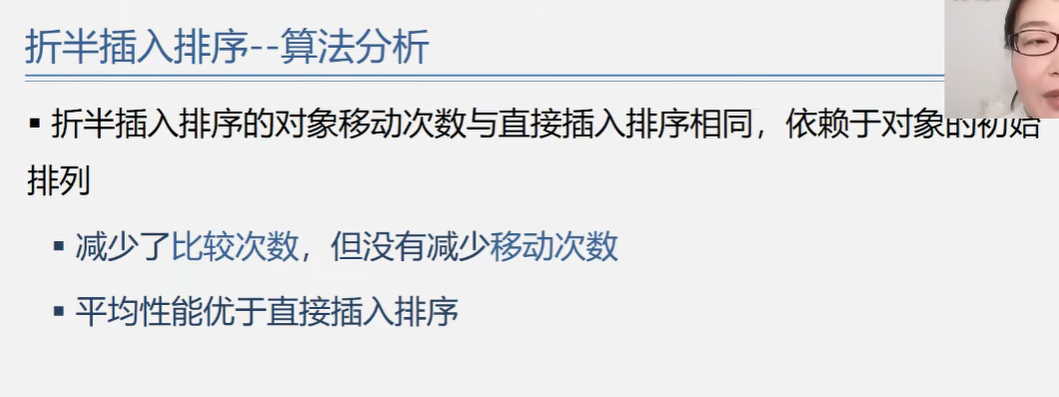 折半插入排序--算法分析
▪ 折半插入排序的对象移动次数与直接插入排序相同，依赖于对象的初始
排列
▪ 减少了比较次数，但没有减少移动次数
▪ 平均性能优于直接插入排序